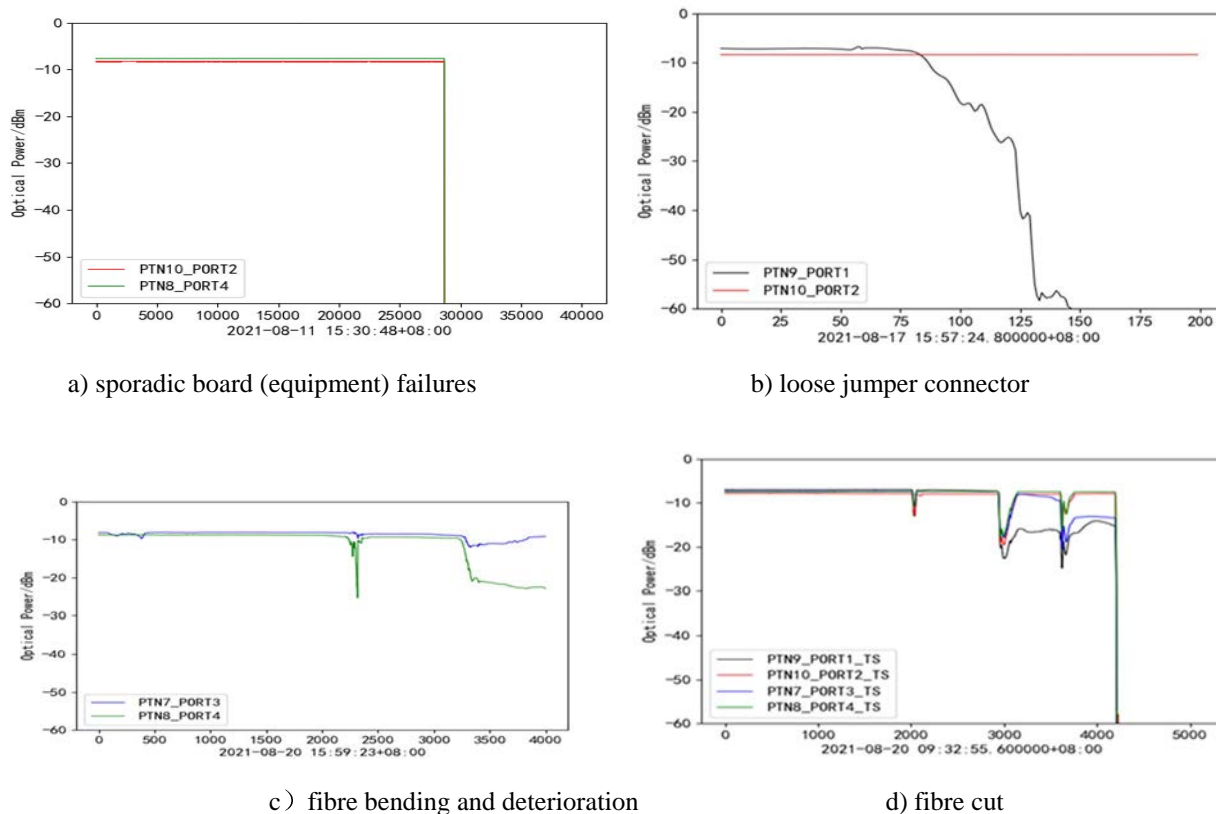 0
−10
−20
−30
−40
−50
−60
Optical Power/dBm
PTN10_PORT2
PTN8_PORT4
0 5000 10000 15000 20000 25000 30000 35000 40000
2021-08-11 15:30:48+08:00
a) sporadic board (equipment) failures
0
−10
−20
−30
−40
−50
−60
Optical Power/dBm
PTN9_PORT1
PTN10_PORT2
0 25 50 75 100 125 150 175 200
2021-08-17 15:57:24.800000+08:00
b) loose jumper connector
0
−10
−20
−30
−40
−50
−60
Optical Power/dBm
PTN7_PORT3
PTN8_PORT4
0 500 1000 1500 2000 2500 3000 3500 4000
2021-08-20 15:59:23+08:00
c）fibre bending and deterioration
0
−10
−20
−30
−40
−50
−60
Optical Power/dBm
PTN9_PORT1_TS
PTN10_PORT2_TS
PTN7_PORT3_TS
PTN8_PORT4_TS
0 1000 2000 3000 4000 5000
2021-08-20 09:32:55.600000+08:00
d) fibre cut